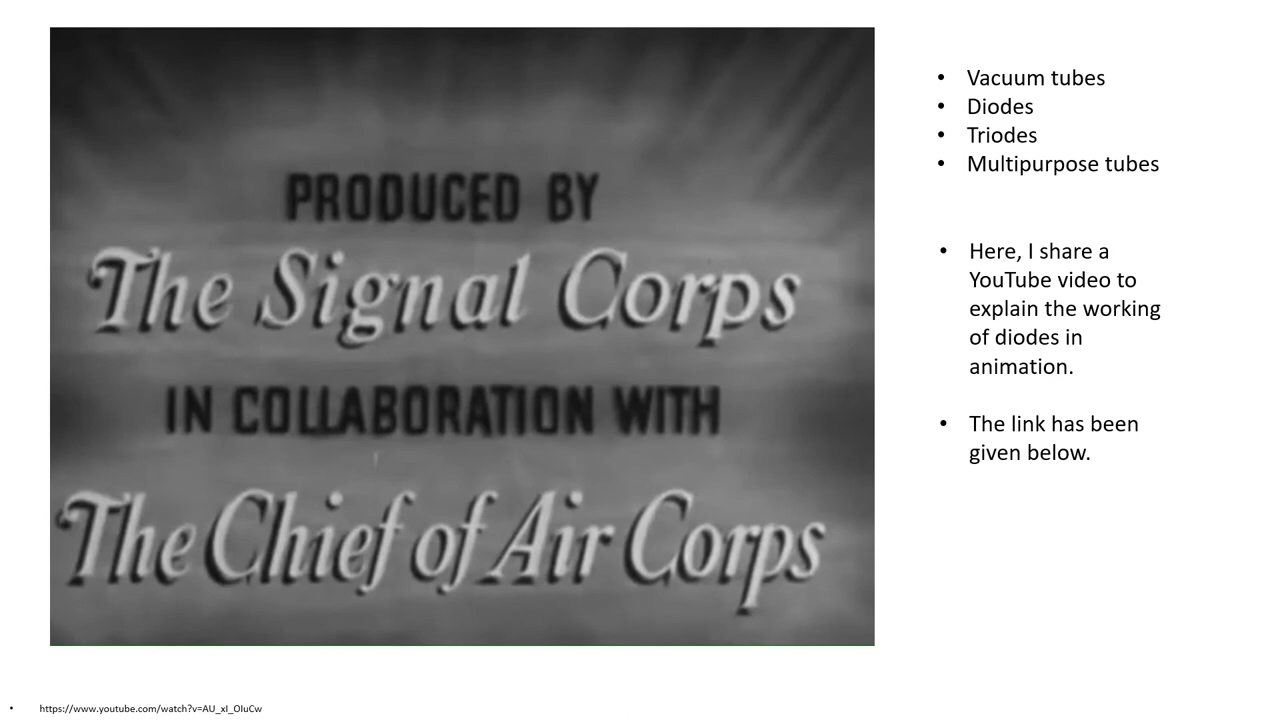 PRODUCED BY
The Signal Corps
IN COLLABORATION WITH
The Chief of Air Corps
• Vacuum tubes
• Diodes
• Triodes
• Multipurpose tubes
• Here, I share a
YouTube video to
explain the working
of diodes in
animation.
• The link has been
given below.
• https://www.youtube.com/watch?v=AU_xI_OIuCw